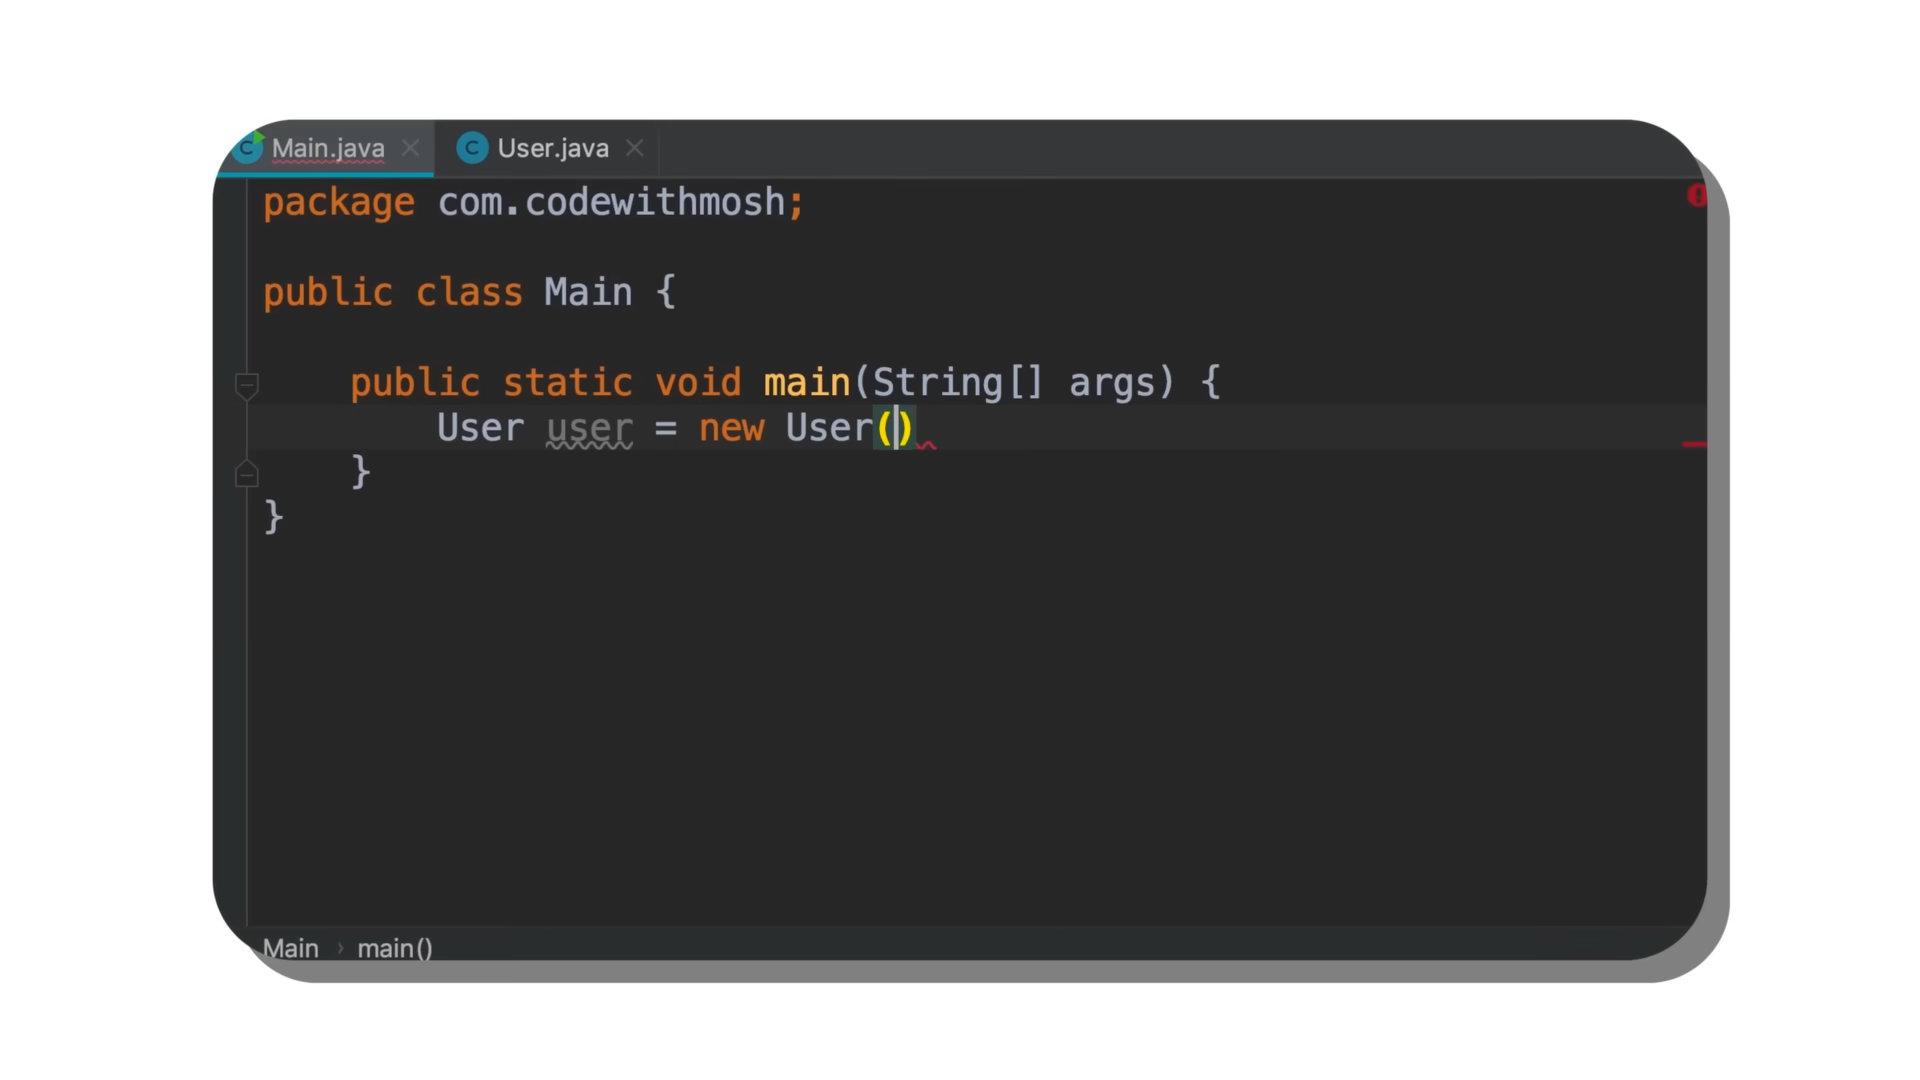 Main.java User.java
package com.codewithmosh;
public class Main {
public static void main(String[] args) {
User user = new User()
}
}
Main › main()